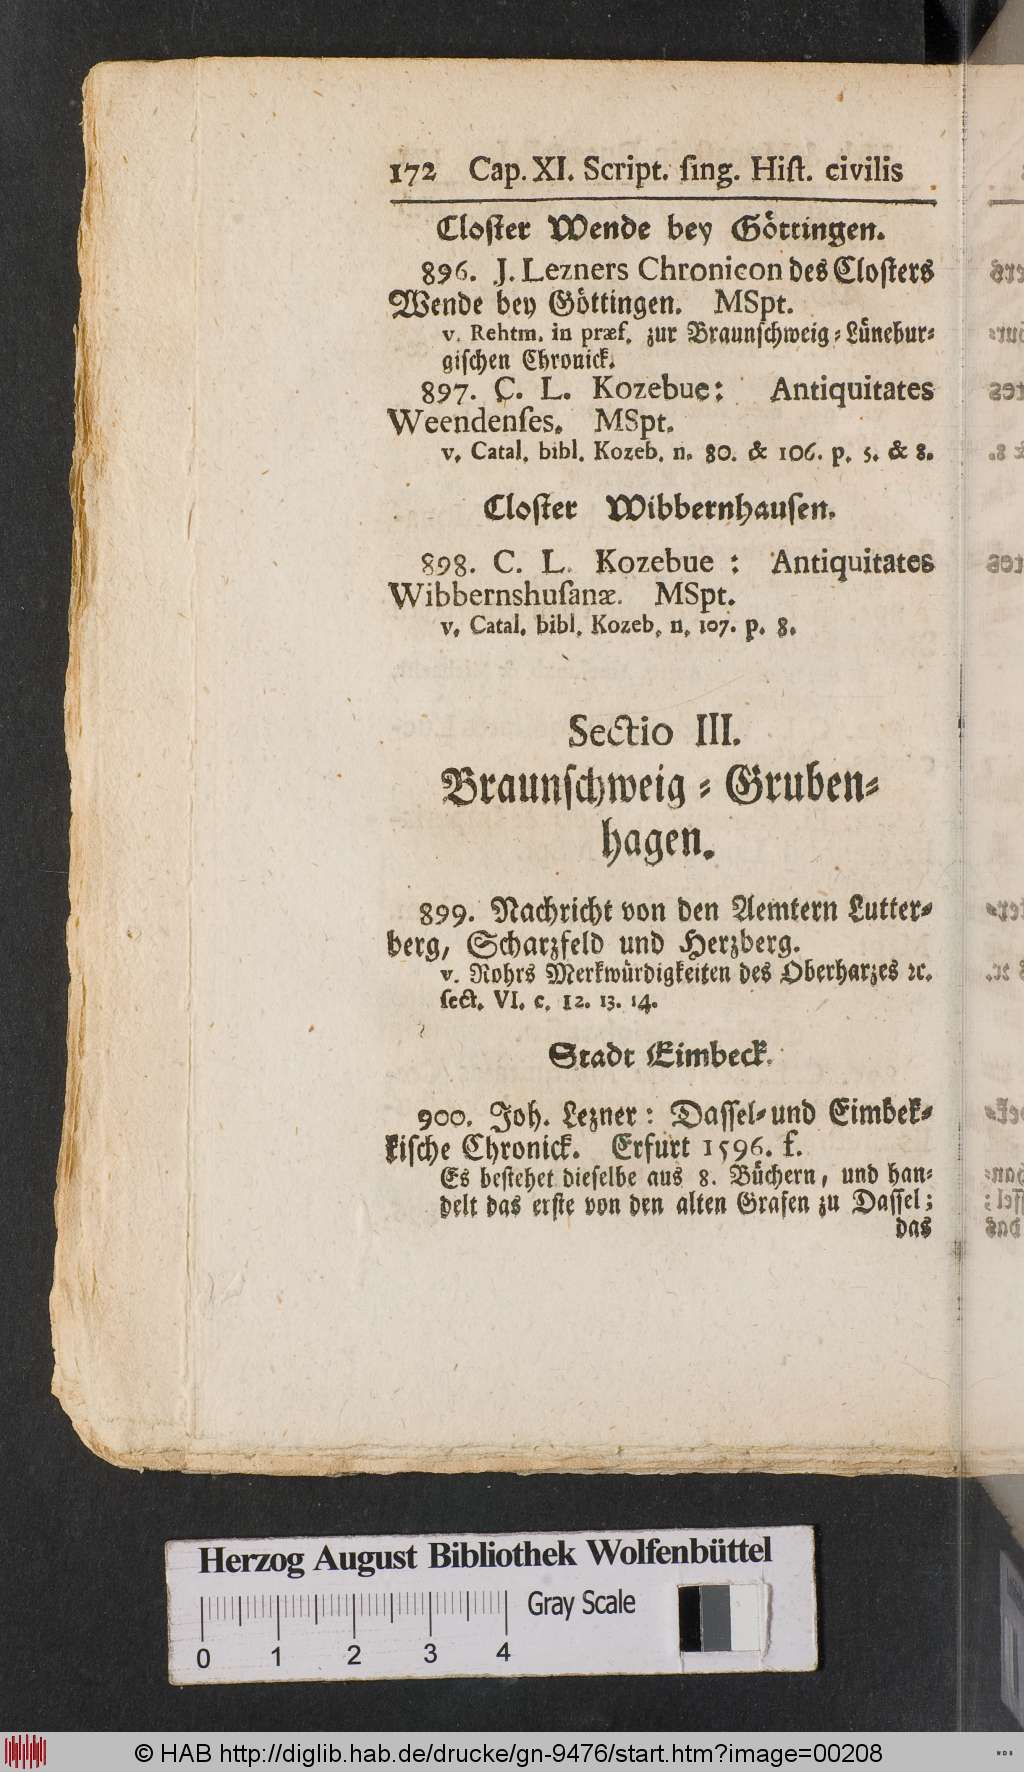 172 Cap. XI. Script. ſing. Hiſt. civilis
Cloſter Wende bey Göttingen.
896. J. Lezners Chronicon des Cloſters
Wende bey Göttingen. MSpt.
v. Rehtm. in præf. zur Braunſchweig-Lünebur-
giſchen Chronick.
897. C. L. Kozebue: Antiquitates
Weendenſes. MSpt.
v. Catal. bibl. Kozeb. n. 80. & 106. p. 5. & 8.
Cloſter Wibbernhauſen.
898. C. L. Kozebue : Antiquitates
Wibbernshuſanæ. MSpt.
v. Catal. bibl. Kozeb. n. 107. p. 8.
Sectio III.
Braunſchweig-Gruben-
hagen.
899. Nachricht von den Aemtern Lutter-
berg, Scharzfeld und Herzberg.
v. Rohrs Merkwürdigkeiten des Oberharzes ꝛc.
ſect. VI. c. 12. 13. 14.
Stadt Eimbeck.
900. Joh. Lezner: Daſſel-und Eimbek-
kiſche Chronick. Erfurt 1596. f.
Es beſtehet dieſelbe aus 8. Büchern, und han-
delt das erſte von den alten Grafen zu Daſſel;
das
Herzog August Bibliothek Wolfenbüttel
Gray Scale
0 1 2 3 4
© HAB http://diglib.hab.de/drucke/gn-9476/start.htm?image=00208